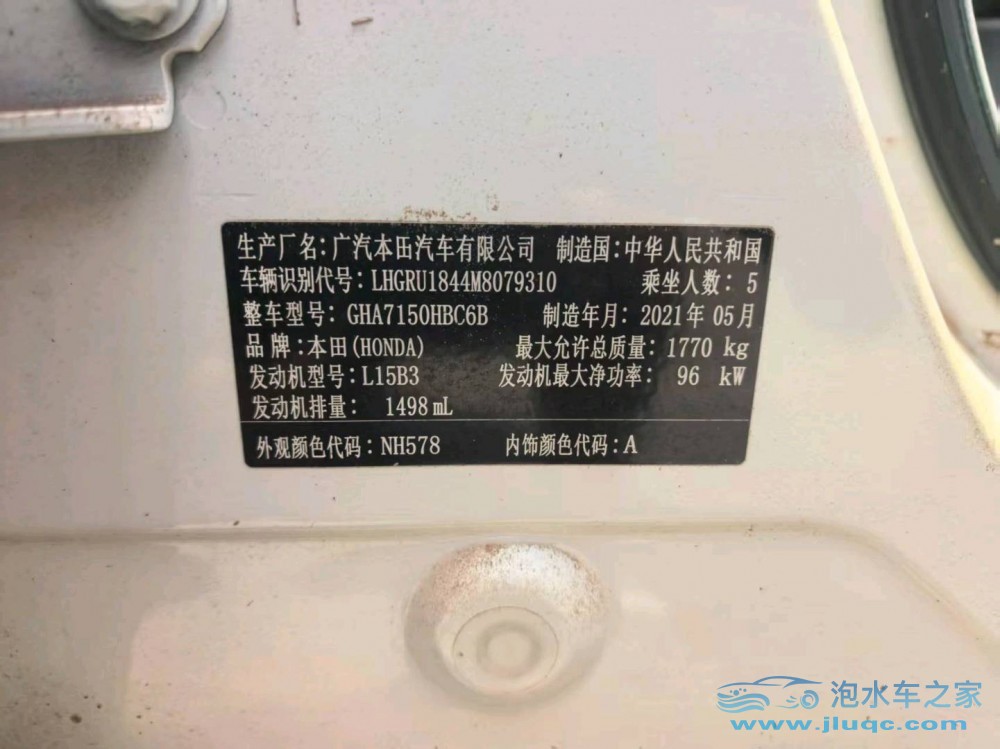 生产厂名:广汽本田汽车有限公司 制造国:中华人民共和国
车辆识别代号:LHGRU1844M8079310 乘坐人数:5
整车型号:GHA7150HBC6B 制造年月:2021年05月
品牌:本田(HONDA) 最大允许总质量:1770 kg
发动机型号:L15B3 发动机最大净功率:96 kW
发动机排量: 1498 mL
外观颜色代码:NH578 内饰颜色代码:A
泡水车之家
www.jluqc.com